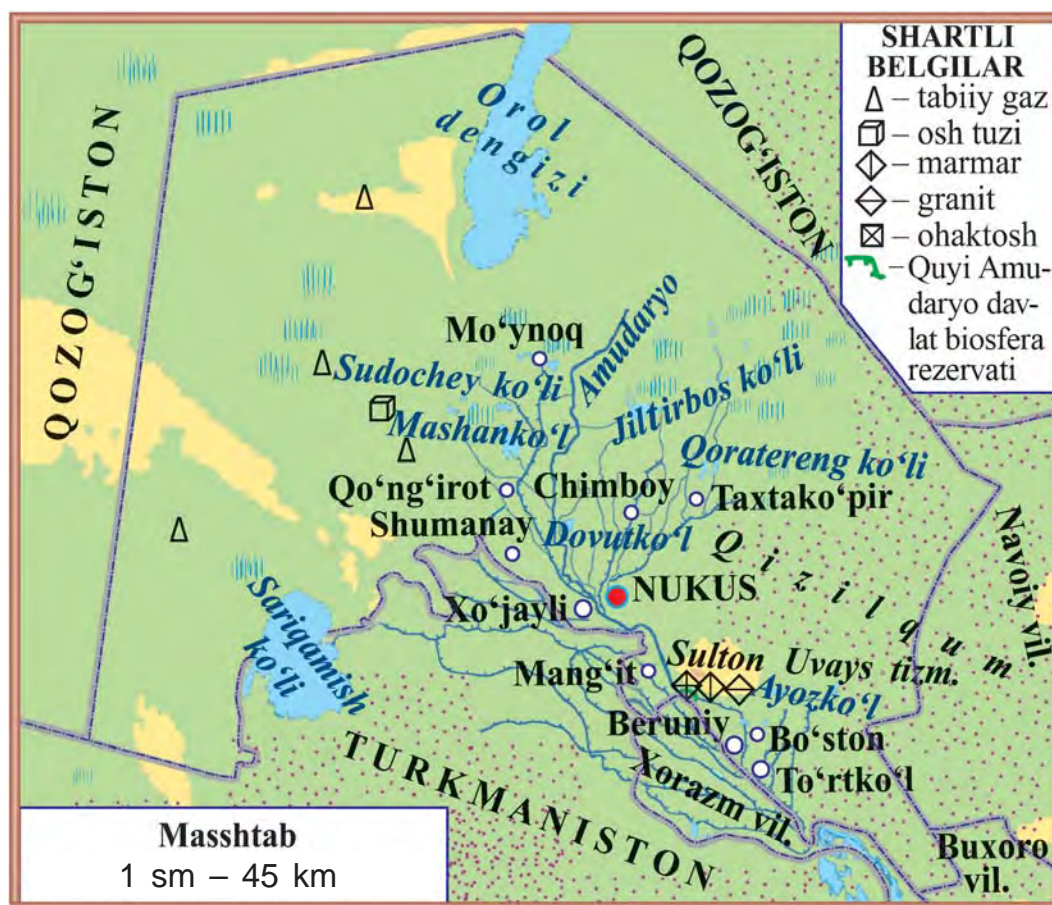 SHARTLI
BELGILAR
– tabiiy gaz
– osh tuzi
– marmar
– granit
– ohaktosh
– Quyi Amu-
daryo dav-
lat biosfera
rezervati
QOZOG‘ISTON
QOZOG‘ISTON
Orol
dengizi
Mo‘ynoq
Amudaryo
Sudochey ko‘li
Jiltirbos ko‘li
Mashanko‘l
Qoratereng ko‘li
Qo‘ng‘irot
Chimboy
Taxtako‘pir
Shumanay
Dovutko‘l
Qizilqum
Navoiy vil.
NUKUS
Xo‘jayli
Sariqamish
ko‘li
Mang‘it
Sulton Uvays tizm.
Ayozko‘l
Beruniy
Bo‘ston
To‘rtko‘l
Xorazm vil.
TURKMANISTON
Buxoro
vil.
Masshtab
1 sm – 45 km